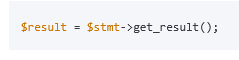 $result = $stmt->get_result();